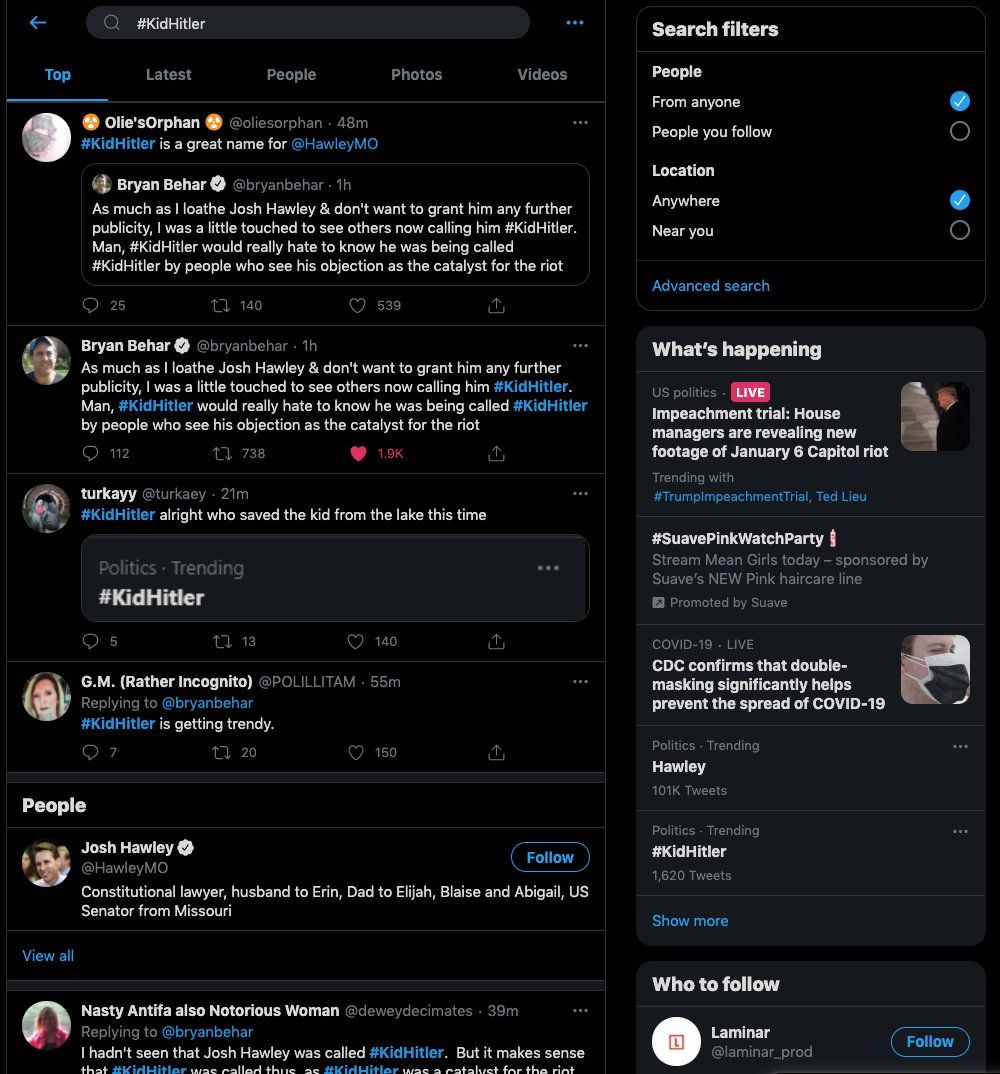 #KidHitler
Top Latest People Photos Videos
Olie'sOrphan @oliesorphan · 48m
#KidHitler is a great name for @HawleyMO
Bryan Behar @bryanbehar · 1h
As much as I loathe Josh Hawley & don't want to grant him any further
publicity, I was a little touched to see others now calling him #KidHitler.
Man, #KidHitler would really hate to know he was being called
#KidHitler by people who see his objection as the catalyst for the riot
25 140 539
Bryan Behar @bryanbehar · 1h
As much as I loathe Josh Hawley & don't want to grant him any further
publicity, I was a little touched to see others now calling him #KidHitler.
Man, #KidHitler would really hate to know he was being called #KidHitler
by people who see his objection as the catalyst for the riot
112 738 1.9K
turkayy @turkaey · 21m
#KidHitler alright who saved the kid from the lake this time
Politics · Trending
#KidHitler
5 13 140
G.M. (Rather Incognito) @POLILLITAM · 55m
Replying to @bryanbehar
#KidHitler is getting trendy.
7 20 150
People
Josh Hawley
@HawleyMO
Follow
Constitutional lawyer, husband to Erin, Dad to Elijah, Blaise and Abigail, US
Senator from Missouri
View all
Nasty Antifa also Notorious Woman @deweydecimates · 39m
Replying to @bryanbehar
I hadn't seen that Josh Hawley was called #KidHitler. But it makes sense
that #KidHitler was called thus, as #KidHitler was a catalyst for the riot
Search filters
People
From anyone
People you follow
Location
Anywhere
Near you
Advanced search
What's happening
US politics · LIVE
Impeachment trial: House
managers are revealing new
footage of January 6 Capitol riot
Trending with
#TrumpImpeachmentTrial, Ted Lieu
#SuavePinkWatchParty
Stream Mean Girls today – sponsored by
Suave's NEW Pink haircare line
Promoted by Suave
COVID-19 · LIVE
CDC confirms that double-
masking significantly helps
prevent the spread of COVID-19
Politics · Trending
Hawley
101K Tweets
Politics · Trending
#KidHitler
1,620 Tweets
Show more
Who to follow
Laminar
@laminar_prod
Follow